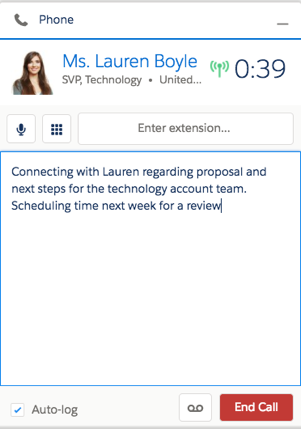 Phone
Ms. Lauren Boyle
0:39
SVP, Technology • United...
Enter extension...
Connecting with Lauren regarding proposal and
next steps for the technology account team.
Scheduling time next week for a review
Auto-log
End Call